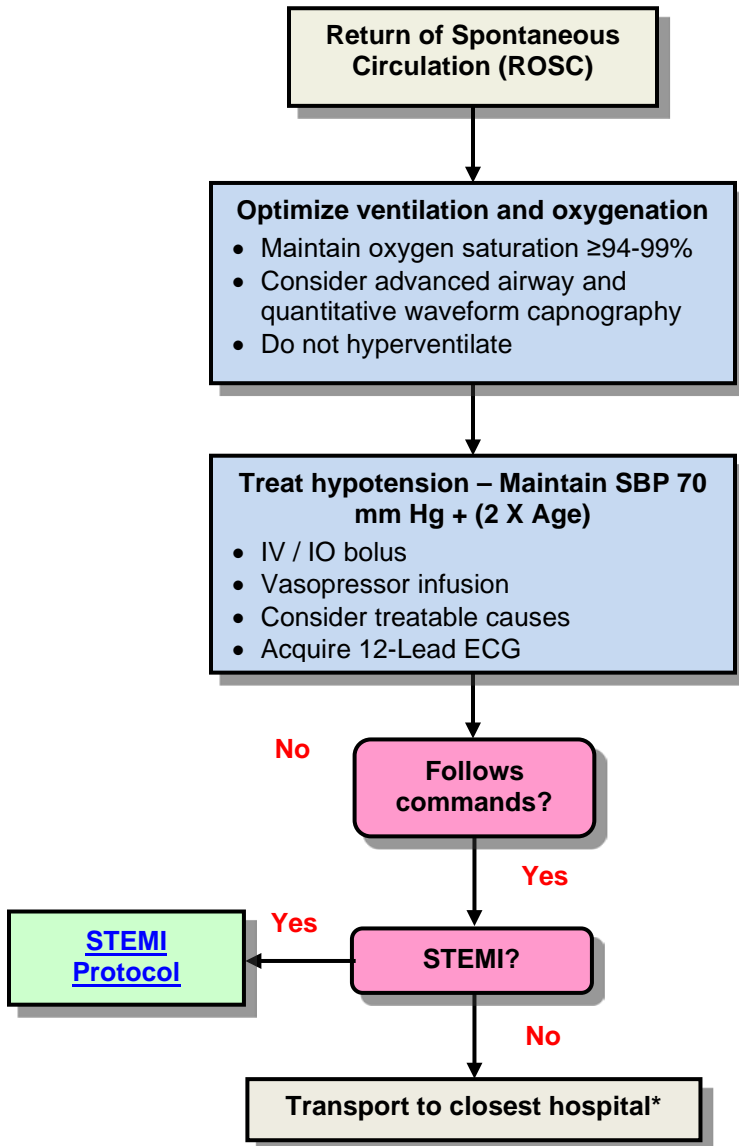 Return of Spontaneous
Circulation (ROSC)
Optimize ventilation and oxygenation
• Maintain oxygen saturation ≥94-99%
• Consider advanced airway and
quantitative waveform capnography
• Do not hyperventilate
Treat hypotension – Maintain SBP 70
mm Hg + (2 X Age)
• IV / IO bolus
• Vasopressor infusion
• Consider treatable causes
• Acquire 12-Lead ECG
No
Follows
commands?
Yes
STEMI
Protocol
Yes
STEMI?
No
Transport to closest hospital*